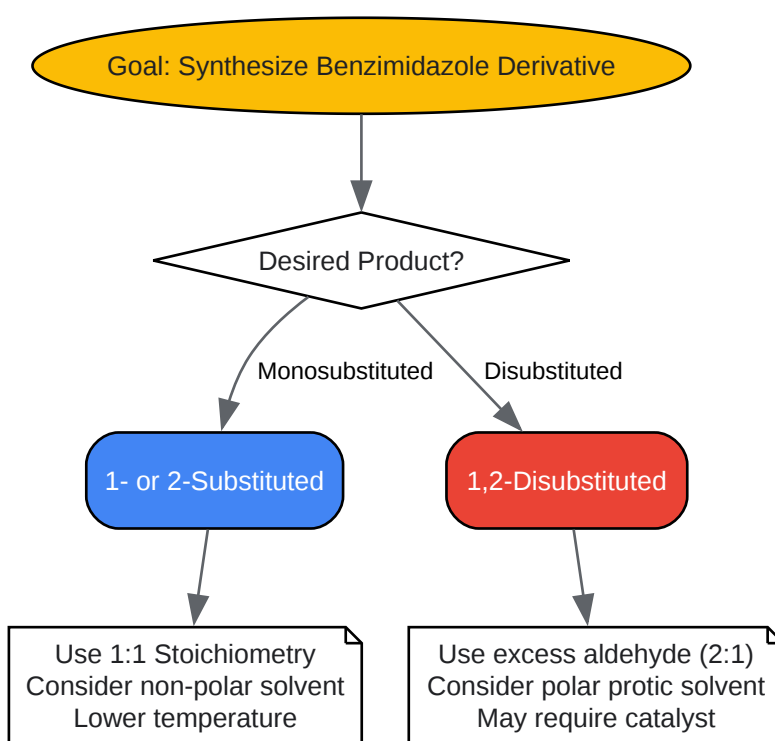 Goal: Synthesize Benzimidazole Derivative
Desired Product?
Monosubstituted
Disubstituted
1- or 2-Substituted
1,2-Disubstituted
Use 1:1 Stoichiometry
Consider non-polar solvent
Lower temperature
Use excess aldehyde (2:1)
Consider polar protic solvent
May require catalyst